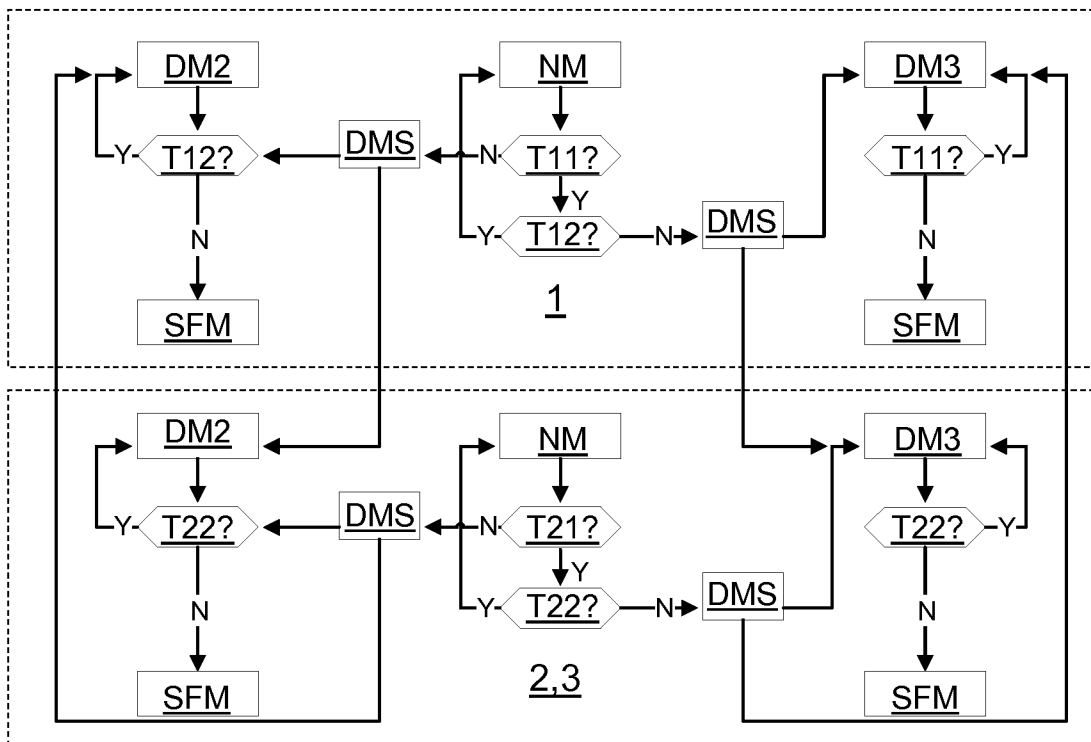 DM2
NM
DM3
Y
T12?
DMS
N
T11?
T11?
Y
Y
Y
T12?
N
DMS
N
N
SFM
1
SFM
DM2
NM
DM3
Y
T22?
DMS
N
T21?
T22?
Y
Y
Y
T22?
N
DMS
N
N
SFM
2,3
SFM